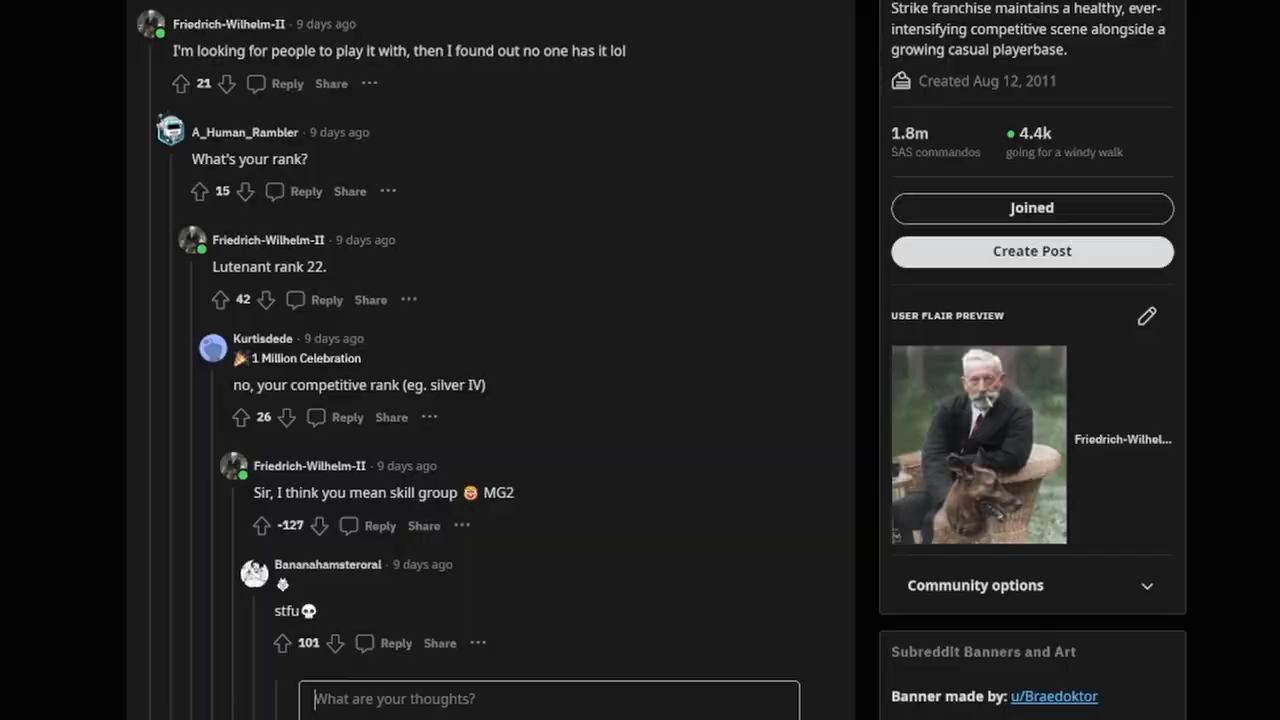 Friedrich-Wilhelm-II · 9 days ago
I'm looking for people to play it with, then I found out no one has it lol
21 Reply Share ···
A_Human_Rambler · 9 days ago
What's your rank?
15 Reply Share ···
Friedrich-Wilhelm-II · 9 days ago
Lutenant rank 22.
42 Reply Share ···
Kurtisdede · 9 days ago
🎉1 Million Celebration
no, your competitive rank (eg. silver IV)
26 Reply Share ···
Friedrich-Wilhelm-II · 9 days ago
Sir, I think you mean skill group 🤓 MG2
-127 Reply Share ···
Bananahamsteroral · 9 days ago
stfu💀
101 Reply Share ···
What are your thoughts?
Strike franchise maintains a healthy, ever-
intensifying competitive scene alongside a
growing casual playerbase.
Created Aug 12, 2011
1.8m 4.4k
SAS commandos going for a windy walk
Joined
Create Post
USER FLAIR PREVIEW
Friedrich-Wilhel...
Community options
Subreddit Banners and Art
Banner made by: u/Braedoktor